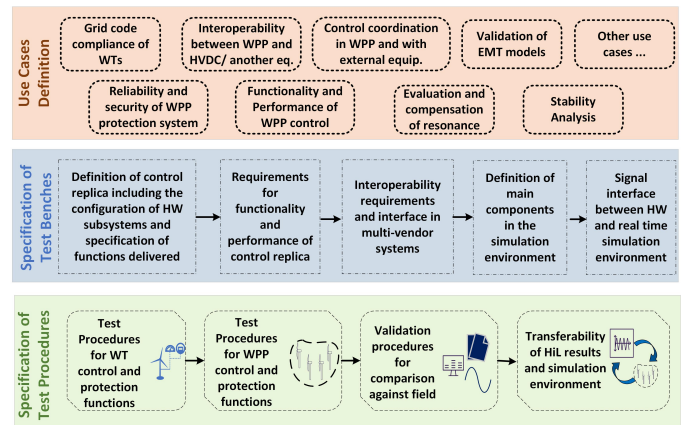 Use Cases
Definition
Grid code
compliance of
WTs
Interoperability
between WPP and
HVDC/ another eq.
Control coordination
in WPP and with
external equip.
Validation of
EMT models
Other use
cases ...
Reliability and
security of WPP
protection system
Functionality and
Performance of
WPP control
Evaluation and
compensation
of resonance
Stability
Analysis
Specification of
Test Benches
Definition of control
replica including the
configuration of HW
subsystems and
specification of
functions delivered
Requirements
for
functionality
and
performance of
control replica
Interoperability
requirements
and interface in
multi-vendor
systems
Definition of
main
components
in the
simulation
environment
Signal
interface
between HW
and real time
simulation
environment
Specification of
Test Procedures
Test
Procedures
for WT
control and
protection
functions
Test
Procedures
for WPP
control and
protection
functions
Validation
procedures
for
comparison
against field
Transferability
of HiL results
and simulation
environment